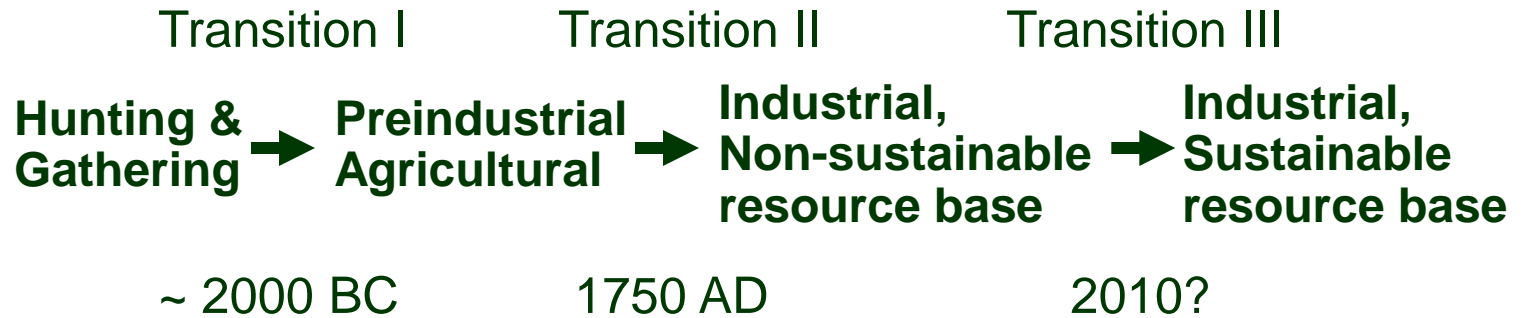 Transition I Transition II Transition III
Hunting &
Gathering
Preindustrial
Agricultural
Industrial,
Non-sustainable
resource base
Industrial,
Sustainable
resource base
~ 2000 BC 1750 AD 2010?